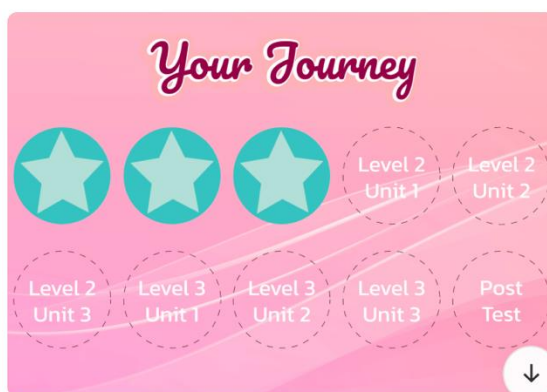 Your Journey
Level 2
Unit 1
Level 2
Unit 2
Level 2
Unit 3
Level 3
Unit 1
Level 3
Unit 2
Level 3
Unit 3
Post
Test